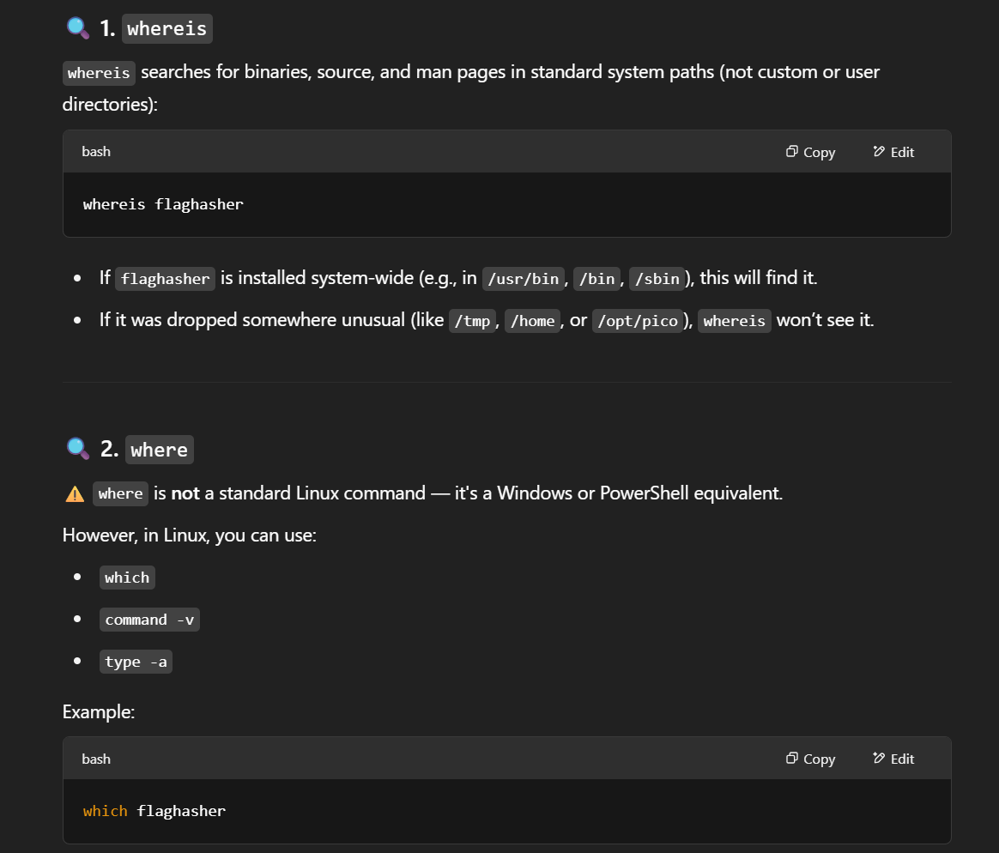 1. whereis
whereis searches for binaries, source, and man pages in standard system paths (not custom or user
directories):
bash Copy Edit
whereis flaghasher
If flaghasher is installed system-wide (e.g., in /usr/bin, /bin, /sbin), this will find it.
If it was dropped somewhere unusual (like /tmp, /home, or /opt/pico), whereis won’t see it.
2. where
where is not a standard Linux command — it's a Windows or PowerShell equivalent.
However, in Linux, you can use:
which
command -v
type -a
Example:
bash Copy Edit
which flaghasher